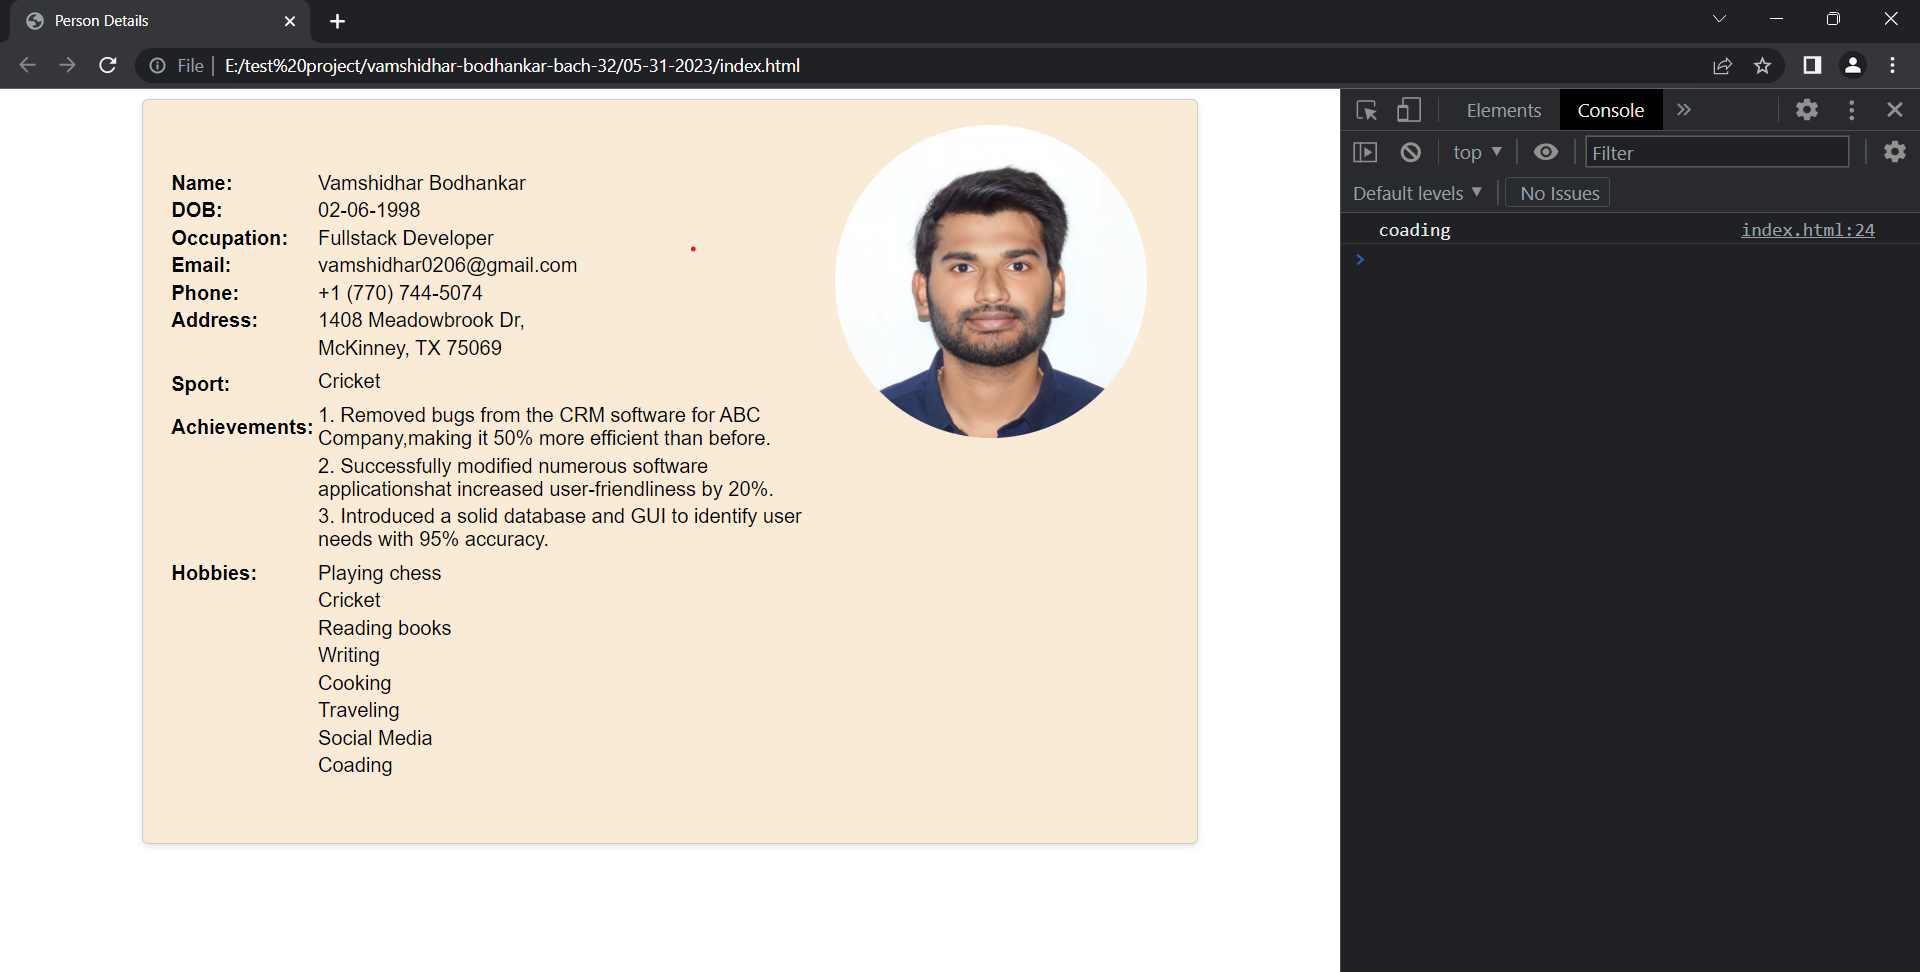 Person Details
File
E:/test%20project/vamshidhar-bodhankar-bach-32/05-31-2023/index.html
Elements
Console
top
Filter
Default levels
No Issues
coading
index.html:24
Name: Vamshidhar Bodhankar
DOB: 02-06-1998
Occupation: Fullstack Developer
Email: vamshidhar0206@gmail.com
Phone: +1 (770) 744-5074
Address: 1408 Meadowbrook Dr,
McKinney, TX 75069
Sport: Cricket
Achievements: 1. Removed bugs from the CRM software for ABC
Company,making it 50% more efficient than before.
2. Successfully modified numerous software
applicationshat increased user-friendliness by 20%.
3. Introduced a solid database and GUI to identify user
needs with 95% accuracy.
Hobbies: Playing chess
Cricket
Reading books
Writing
Cooking
Traveling
Social Media
Coading